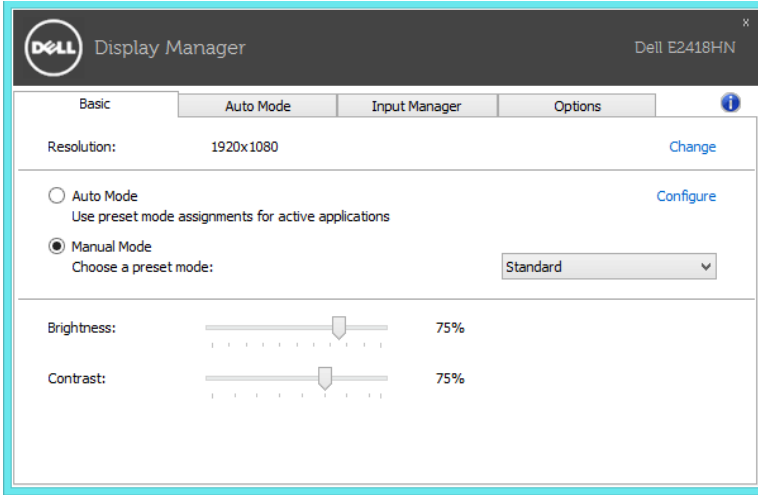 DELL Display Manager
x
Dell E2418HN
Basic Auto Mode Input Manager Options i
Resolution: 1920x1080 Change
Auto Mode Configure
Use preset mode assignments for active applications
Manual Mode
Choose a preset mode: Standard
Brightness: 75%
Contrast: 75%